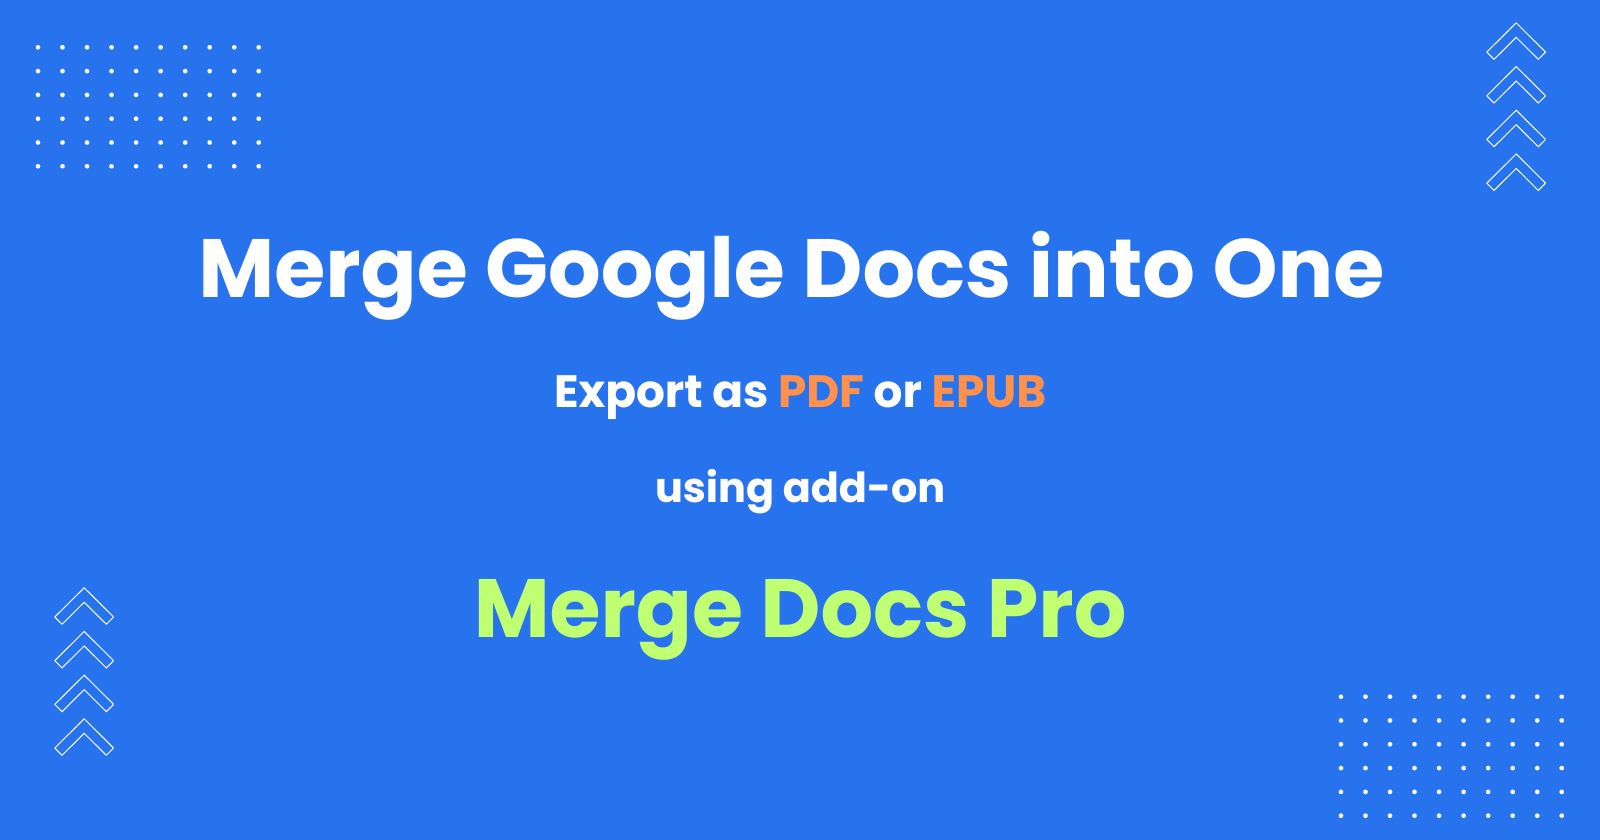 Merge Google Docs into One
Export as PDF or EPUB
using add-on
Merge Docs Pro